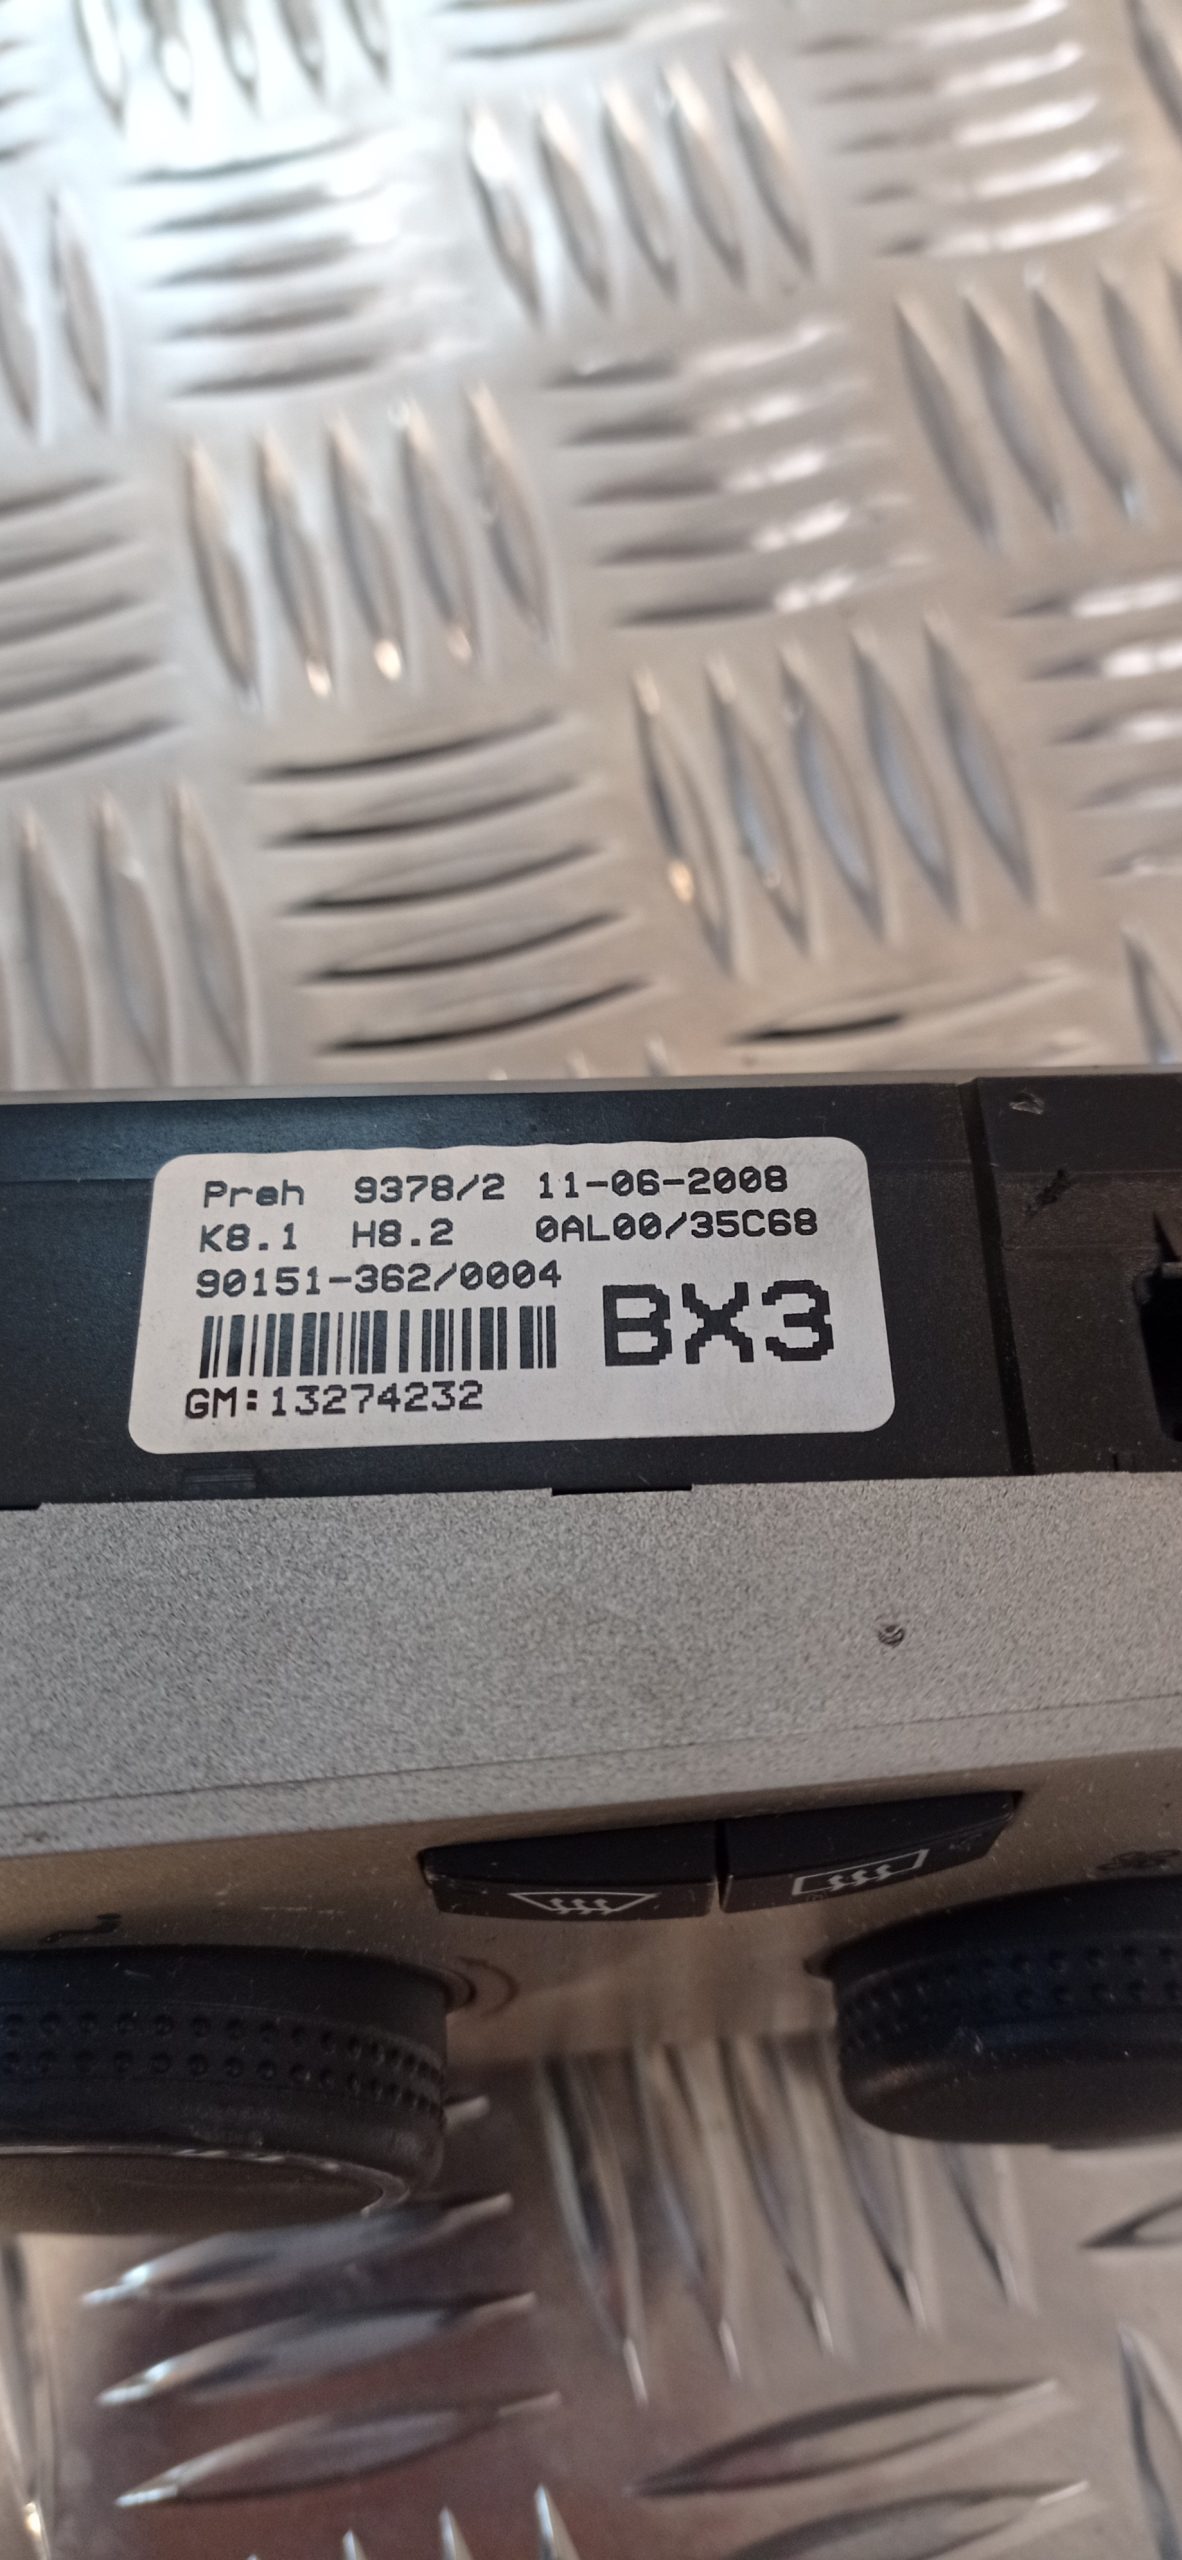 Preh 9378/2 11-06-2008
K8.1 H8.2 0AL00/35C68
90151-362/0004
BX3
GM:13274232